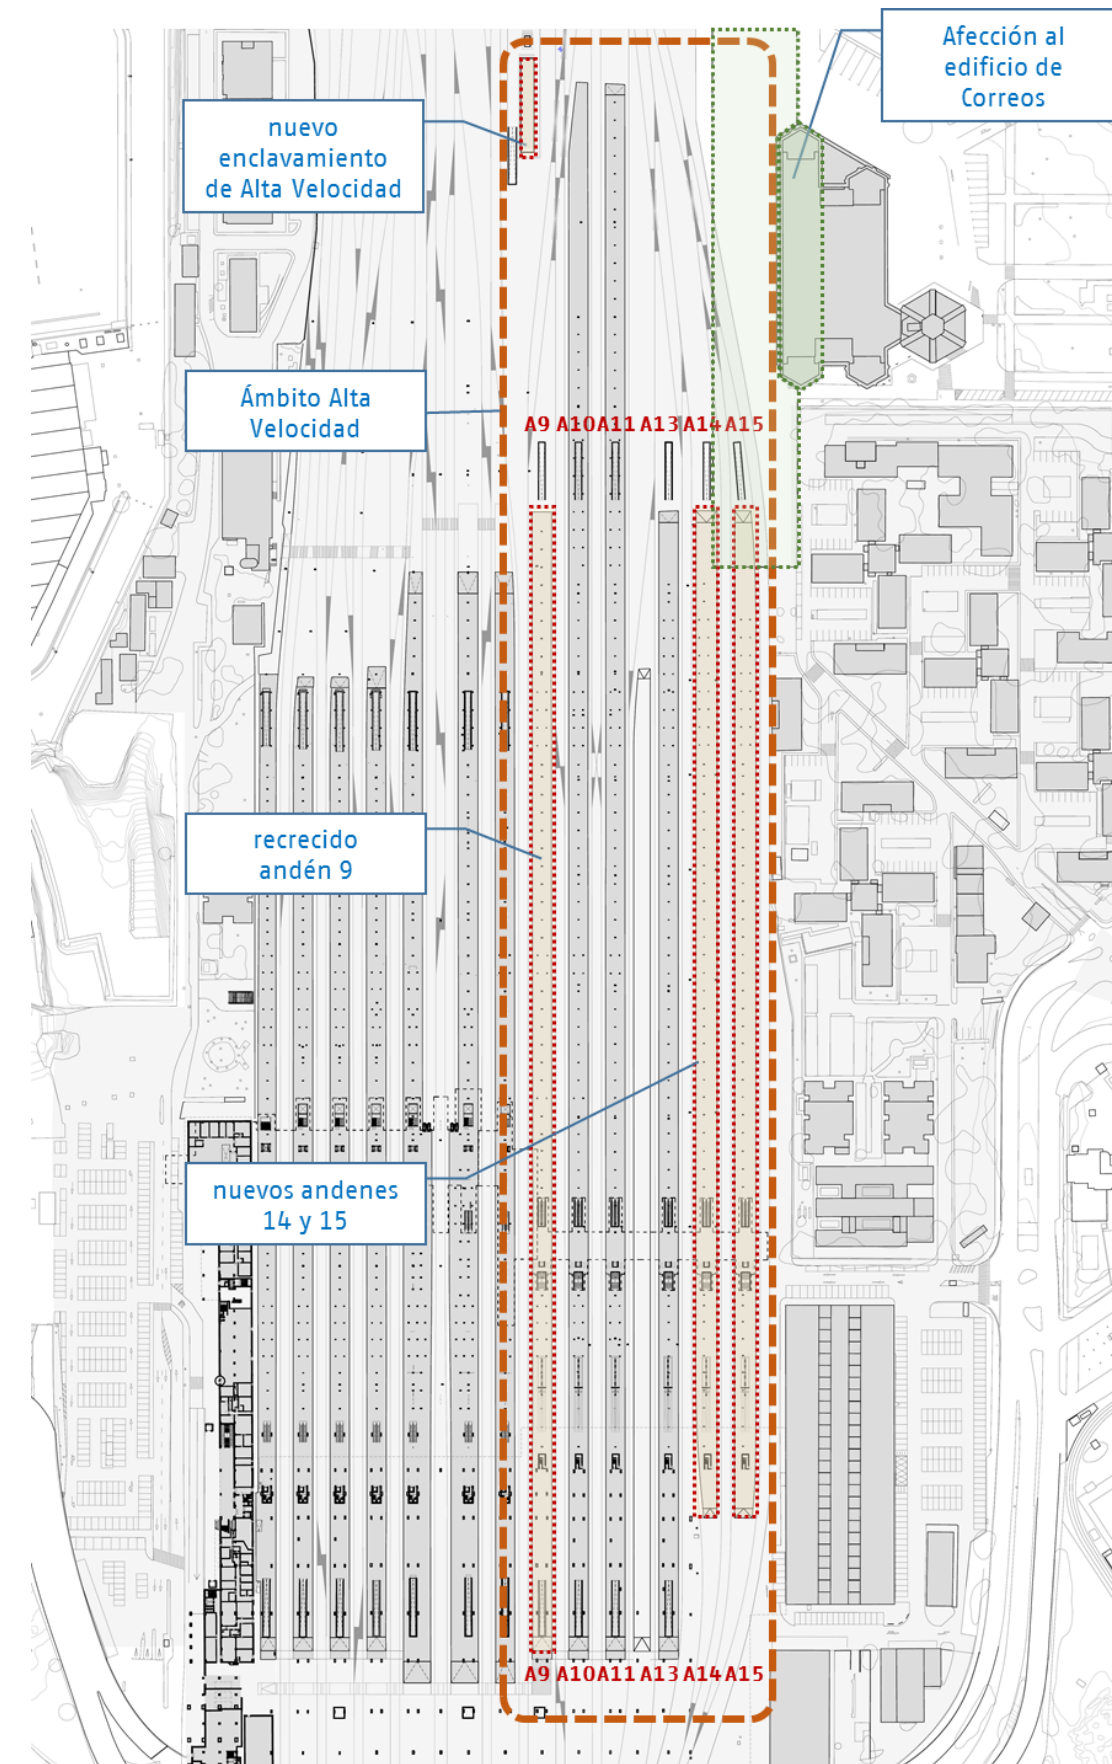 Afección al
edificio de
Correos
nuevo
enclavamiento
de Alta Velocidad
Ámbito Alta
Velocidad
A9 A10 A11 A13 A14 A15
recrecido
andén 9
nuevos andenes
14 y 15
A9 A10 A11 A13 A14 A15